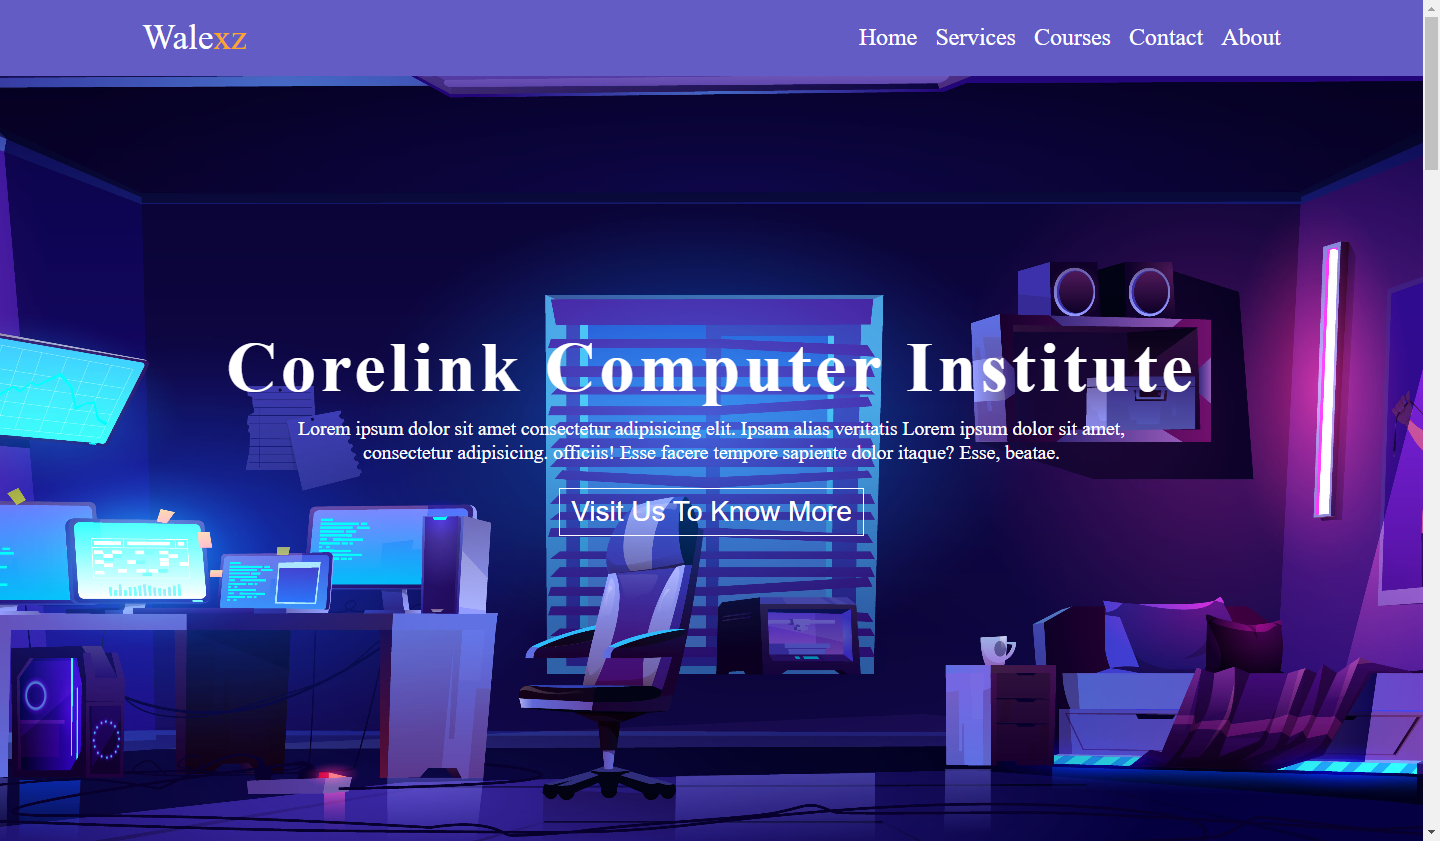 Walexz
Home Services Courses Contact About
Corelink Computer Institute
Lorem ipsum dolor sit amet consectetur adipisicing elit. Ipsam alias veritatis Lorem ipsum dolor sit amet,
consectetur adipisicing. officiis! Esse facere tempore sapiente dolor itaque? Esse, beatae.
Visit Us To Know More